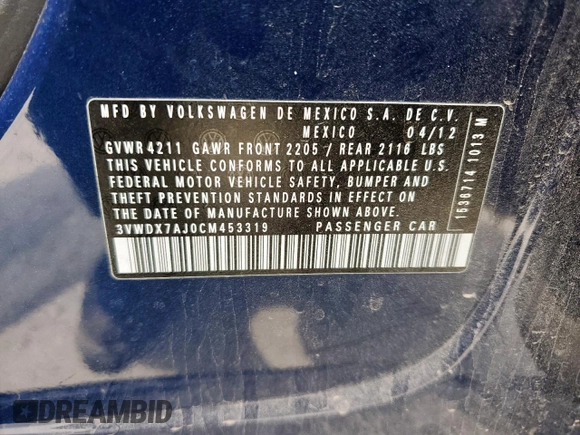 MFD BY VOLKSWAGEN DE MEXICO S.A. DE C.V.
MEXICO 04/12
GVWR 4211 GAWR FRONT 2205 / REAR 2116 LBS
THIS VEHICLE CONFORMS TO ALL APPLICABLE U.S.
FEDERAL MOTOR VEHICLE SAFETY, BUMPER AND
THEFT PREVENTION STANDARDS IN EFFECT ON
THE DATE OF MANUFACTURE SHOWN ABOVE.
3VWDX7AJ0CM453319 PASSENGER CAR
1636714 1013 M
DREAMBID